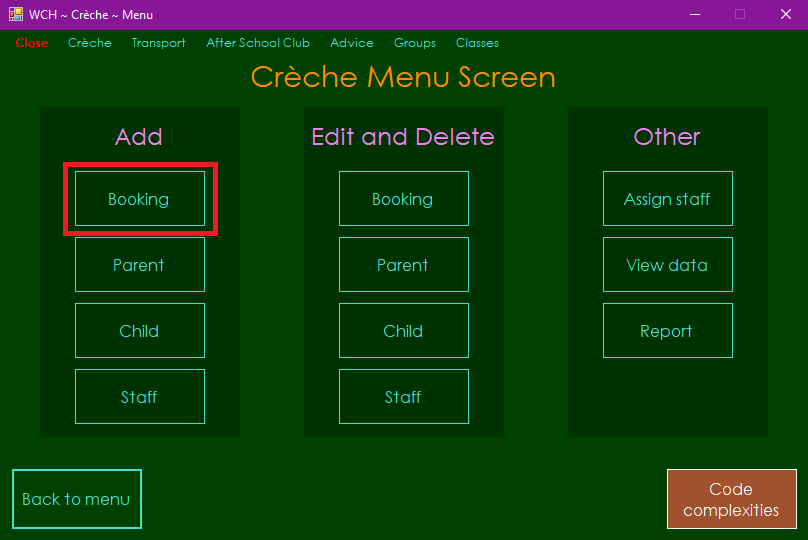 WCH ~ Crèche ~ Menu
Close Crèche Transport After School Club Advice Groups Classes
Crèche Menu Screen
Add
Booking
Parent
Child
Staff
Edit and Delete
Booking
Parent
Child
Staff
Other
Assign staff
View data
Report
Back to menu
Code
complexities